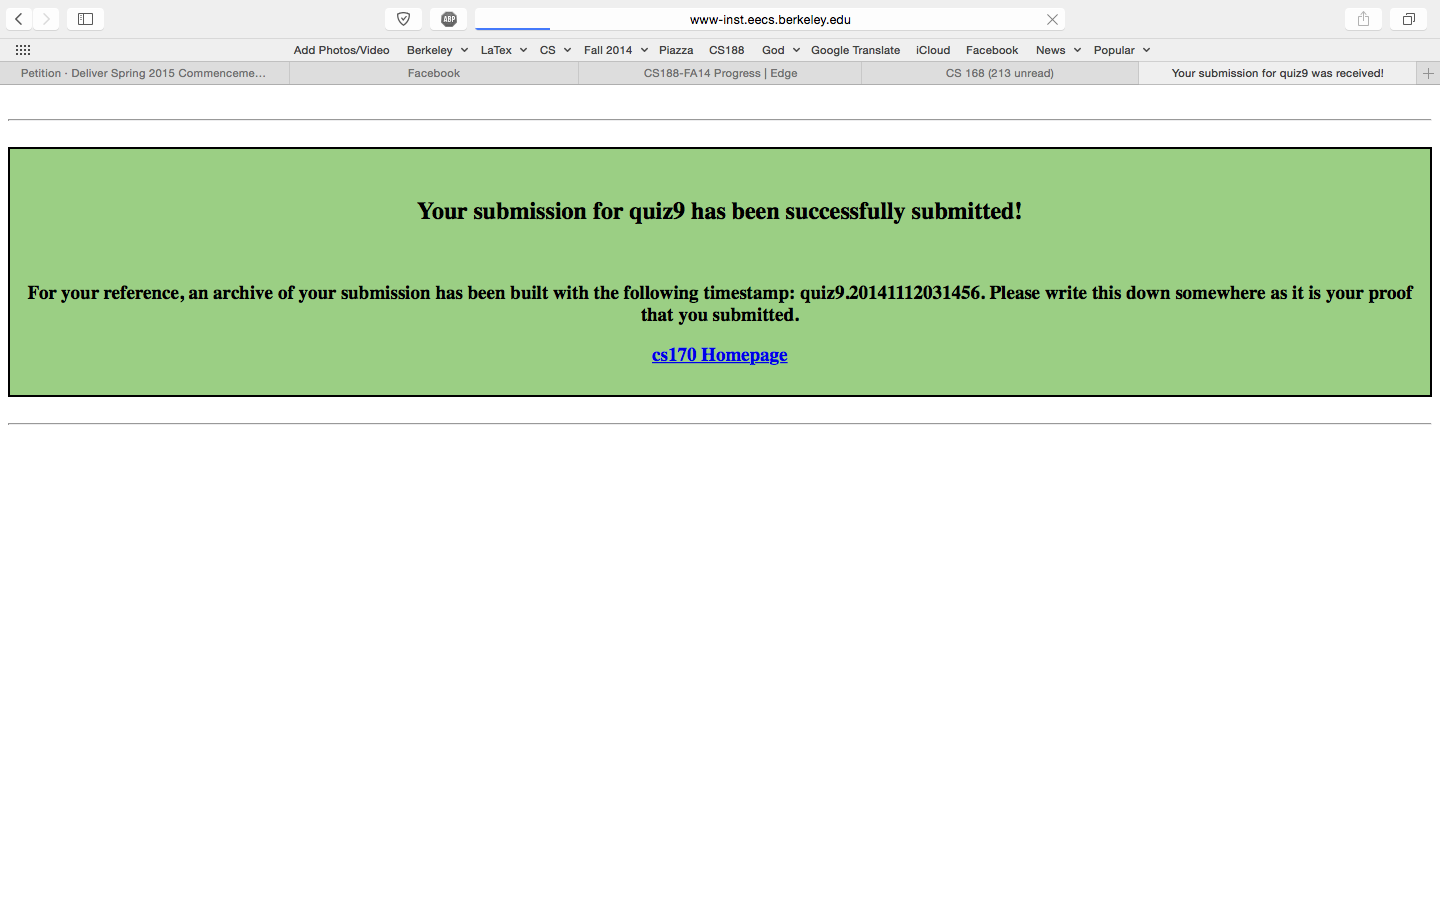 ABP
www-inst.eecs.berkeley.edu
Add Photos/Video Berkeley LaTex CS Fall 2014 Piazza CS188 God Google Translate iCloud Facebook News Popular
Petition · Deliver Spring 2015 Commenceme... Facebook CS188-FA14 Progress | Edge CS 168 (213 unread) Your submission for quiz9 was received!
Your submission for quiz9 has been successfully submitted!
For your reference, an archive of your submission has been built with the following timestamp: quiz9.20141112031456. Please write this down somewhere as it is your proof
that you submitted.
cs170 Homepage